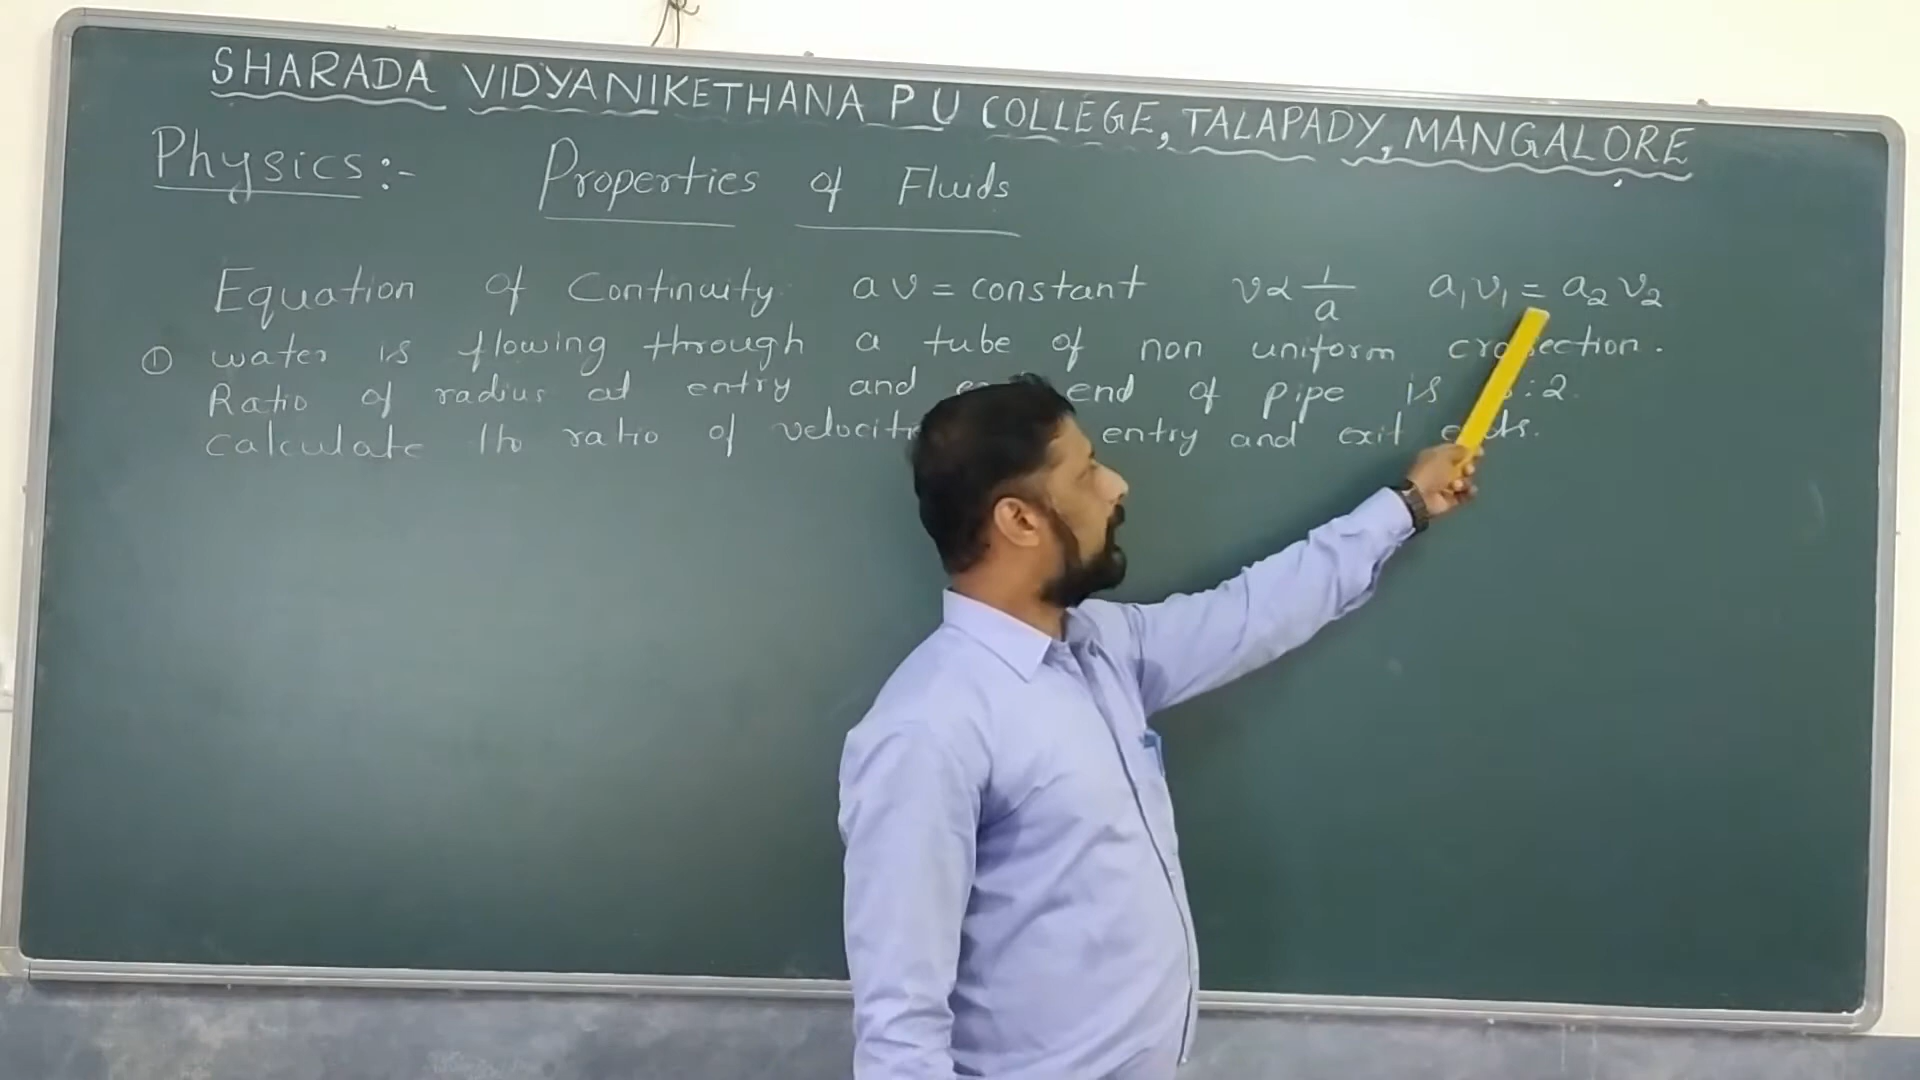 SHARADA VIDYANIKETHANA P U COLLEGE, TALAPADY, MANGALORE
Physics:- Properties of Fluids
Equation of Continuity av = constant v∝1/a a₁v₁ = a₂v₂
① water is flowing through a tube of non uniform
Ratio of radius at entry and end of pipe is :2.
calculate ratio of entry and exit